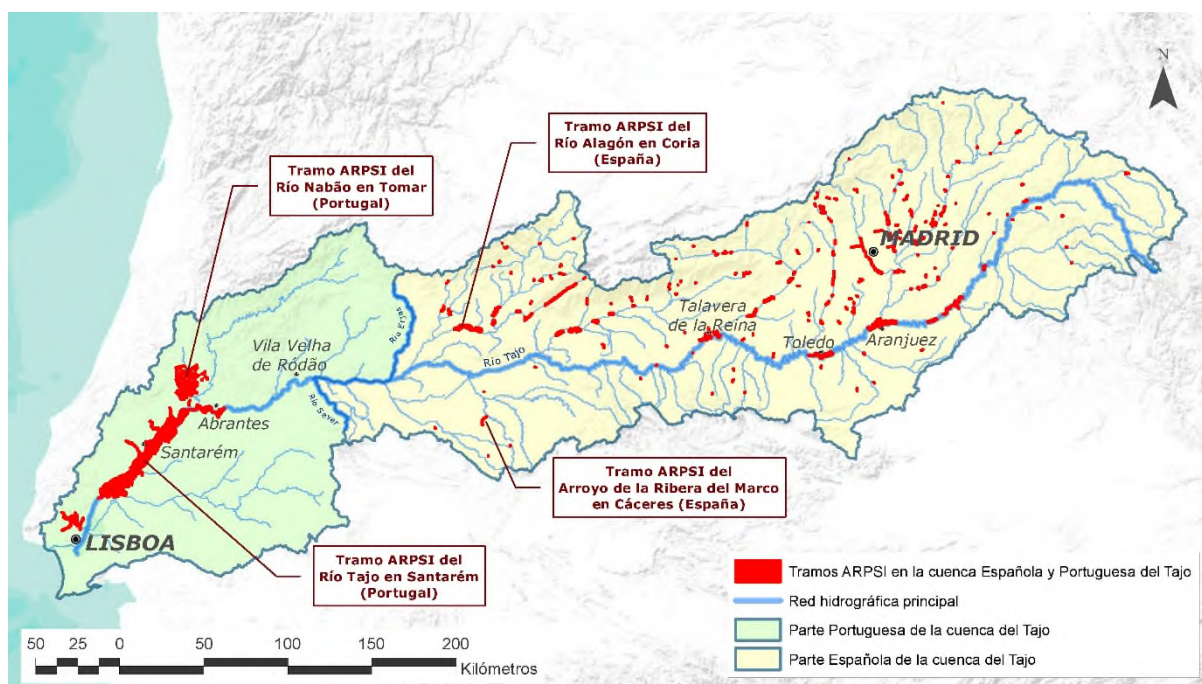 N
Tramo ARPSI del
Río Alagón en Coria
(España)
Tramo ARPSI del
Río Nabão en Tomar
(Portugal)
MADRID
Río Erjas
Talavera
de la Reina
Vila Velha
de Ródão
Río Tajo
Toledo
Aranjuez
Río Sever
Abrantes
Santarém
Tramo ARPSI del
Arroyo de la Ribera del Marco
en Cáceres (España)
LISBOA
Tramo ARPSI del
Río Tajo en Santarém
(Portugal)
Tramos ARPSI en la cuenca Española y Portuguesa del Tajo
Red hidrográfica principal
Parte Portuguesa de la cuenca del Tajo
Parte Española de la cuenca del Tajo
50 25 0 50 100 150 200
Kilómetros